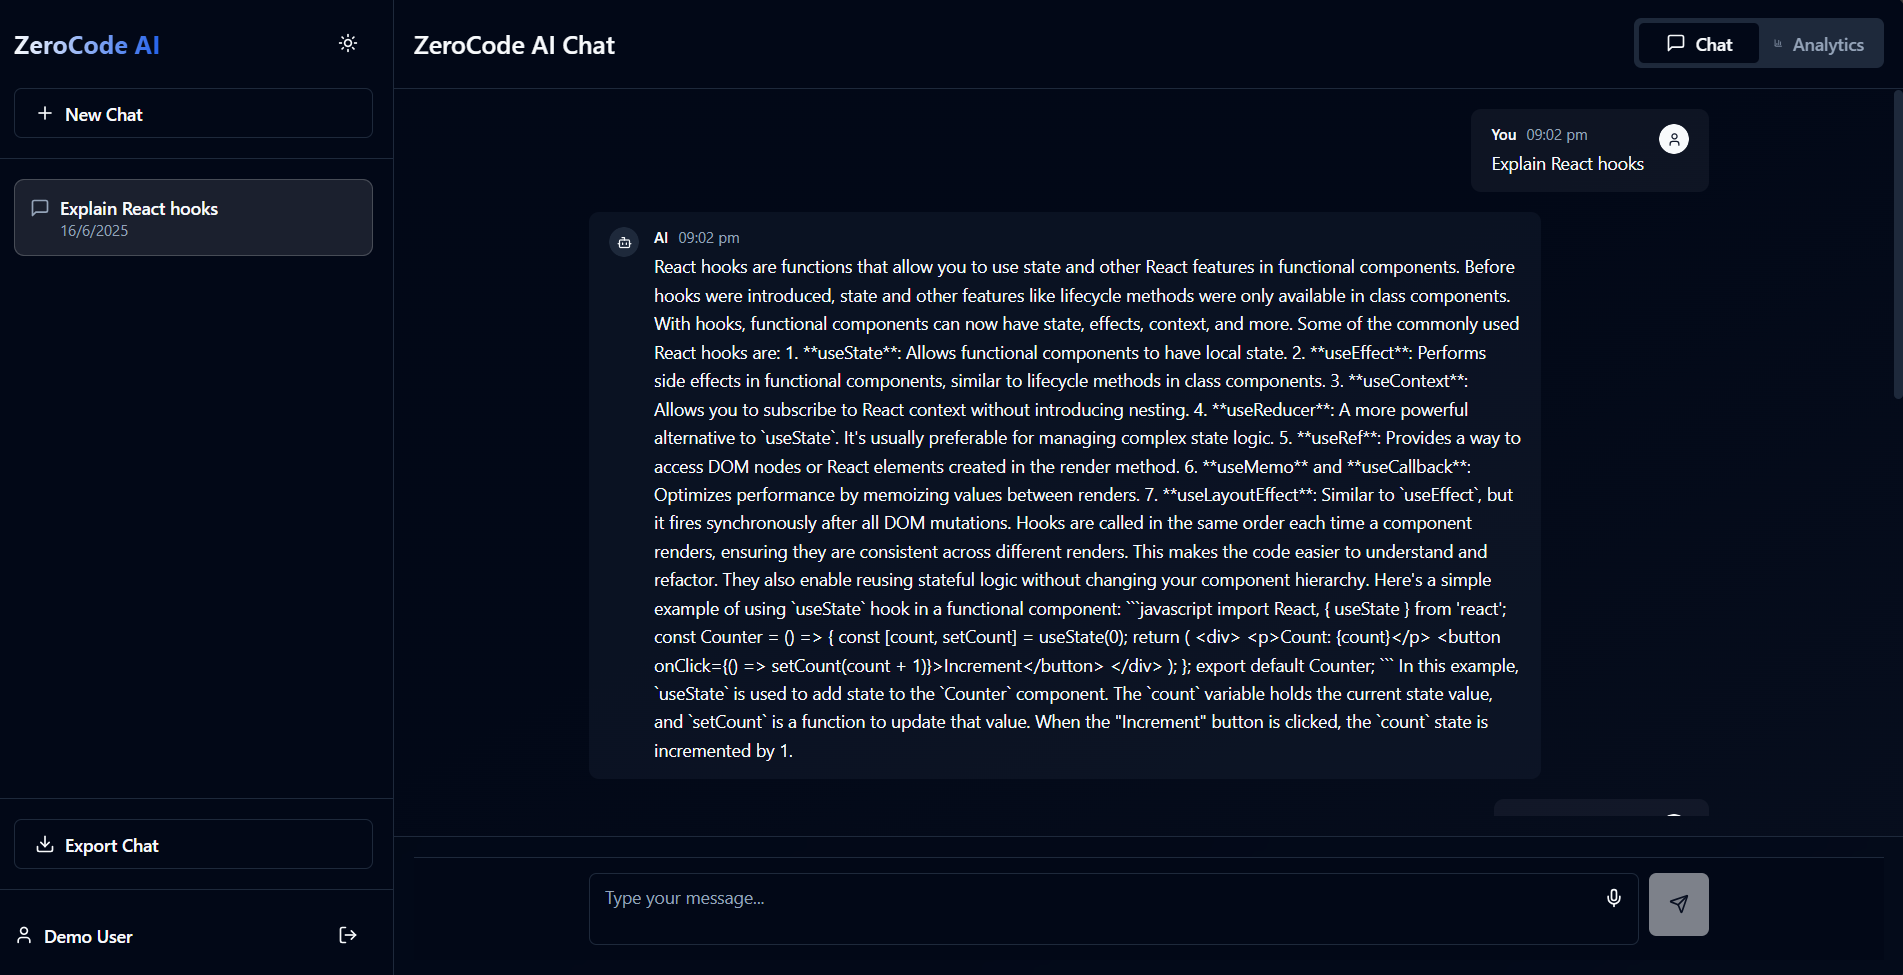 ZeroCode AI
New Chat
Explain React hooks
16/6/2025
Export Chat
Demo User
ZeroCode AI Chat
Chat
Analytics
You 09:02 pm
Explain React hooks
AI 09:02 pm
React hooks are functions that allow you to use state and other React features in functional components. Before
hooks were introduced, state and other features like lifecycle methods were only available in class components.
With hooks, functional components can now have state, effects, context, and more. Some of the commonly used
React hooks are: 1. **useState**: Allows functional components to have local state. 2. **useEffect**: Performs
side effects in functional components, similar to lifecycle methods in class components. 3. **useContext**:
Allows you to subscribe to React context without introducing nesting. 4. **useReducer**: A more powerful
alternative to `useState`. It's usually preferable for managing complex state logic. 5. **useRef**: Provides a way to
access DOM nodes or React elements created in the render method. 6. **useMemo** and **useCallback**:
Optimizes performance by memoizing values between renders. 7. **useLayoutEffect**: Similar to `useEffect`, but
it fires synchronously after all DOM mutations. Hooks are called in the same order each time a component
renders, ensuring they are consistent across different renders. This makes the code easier to understand and
refactor. They also enable reusing stateful logic without changing your component hierarchy. Here's a simple
example of using `useState` hook in a functional component: ```javascript import React, { useState } from 'react';
const Counter = () => { const [count, setCount] = useState(0); return ( <div> <p>Count: {count}</p> <button
onClick={() => setCount(count + 1)}>Increment</button> </div> ); }; export default Counter; ``` In this example,
`useState` is used to add state to the `Counter` component. The `count` variable holds the current state value,
and `setCount` is a function to update that value. When the "Increment" button is clicked, the `count` state is
incremented by 1.
Type your message...